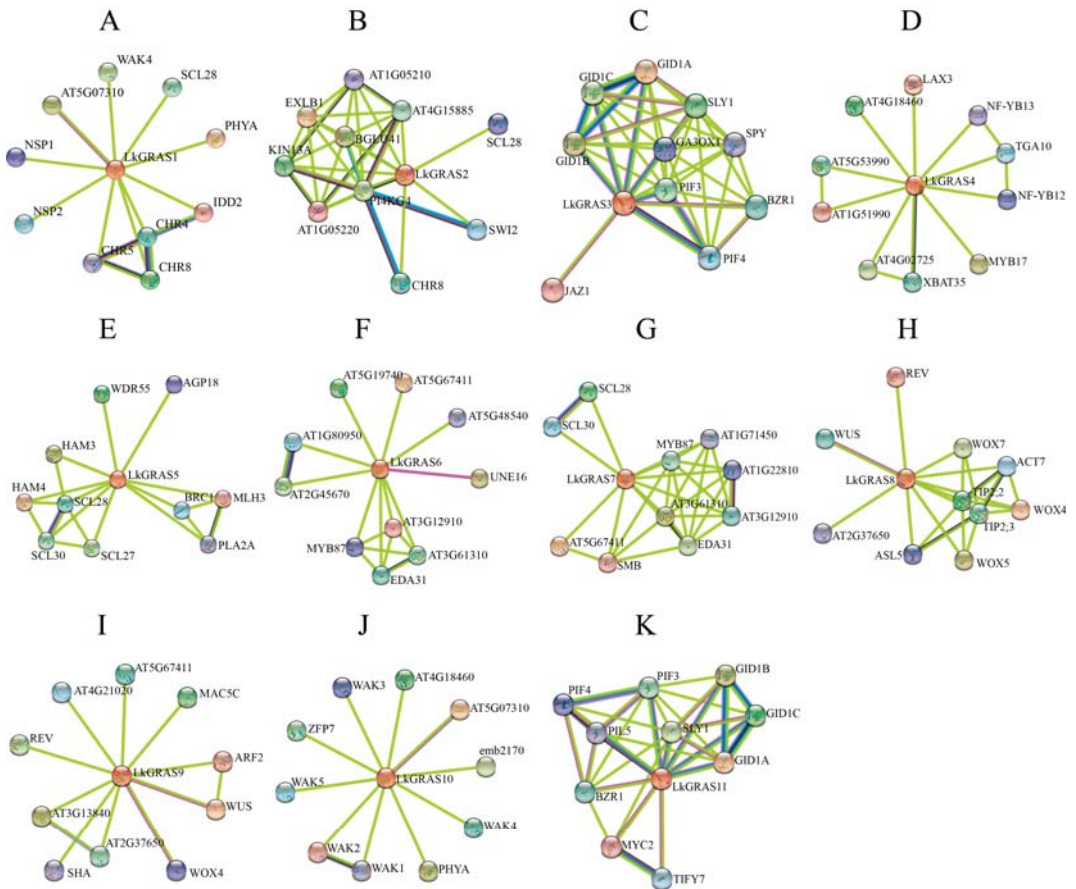 A
WAK4
SCL28
AT5G07310
PHYA
NSP1
LkGRAS1
NSP2
IDD2
CHR4
CHR5
CHR8
B
AT1G05210
EXLB1
AT4G15885
BGLU41
SCL28
KIN13A
LkGRAS2
PI4KG4
AT1G05220
SWI2
CHR8
C
GID1A
GID1C
SLY1
SPY
GA3OX1
GID1B
PIF3
LkGRAS3
BZR1
PIF4
JAZ1
D
LAX3
AT4G18460
NF-YB13
TGA10
AT5G53990
LkGRAS4
NF-YB12
AT1G51990
AT4G02725
MYB17
XBAT35
E
WDR55
AGP18
HAM3
LkGRAS5
HAM4
SCL28
BRC1
MLH3
SCL30
SCL27
PLA2A
F
AT5G19740
AT5G67411
AT5G48540
AT1G80950
LkGRAS6
UNE16
AT2G45670
AT3G12910
MYB87
AT3G61310
EDA31
G
SCL28
SCL30
MYB87
AT1G71450
AT1G22810
LkGRAS7
AT3G61310
AT3G12910
AT5G67411
EDA31
SMB
H
REV
WUS
WOX7
ACT7
LkGRAS8
TIP2;2
WOX4
TIP2;3
AT2G37650
ASL5
WOX5
I
AT5G67411
AT4G21020
MAC5C
REV
ARF2
LkGRAS9
WUS
AT3G13840
AT2G37650
SHA
WOX4
J
WAK3
AT4G18460
AT5G07310
ZFP7
emb2170
LkGRAS10
WAK5
WAK4
WAK2
WAK1
PHYA
K
PIF3
GID1B
PIF4
GID1C
PIL5
SLY1
GID1A
BZR1
LkGRAS11
MYC2
TIFY7